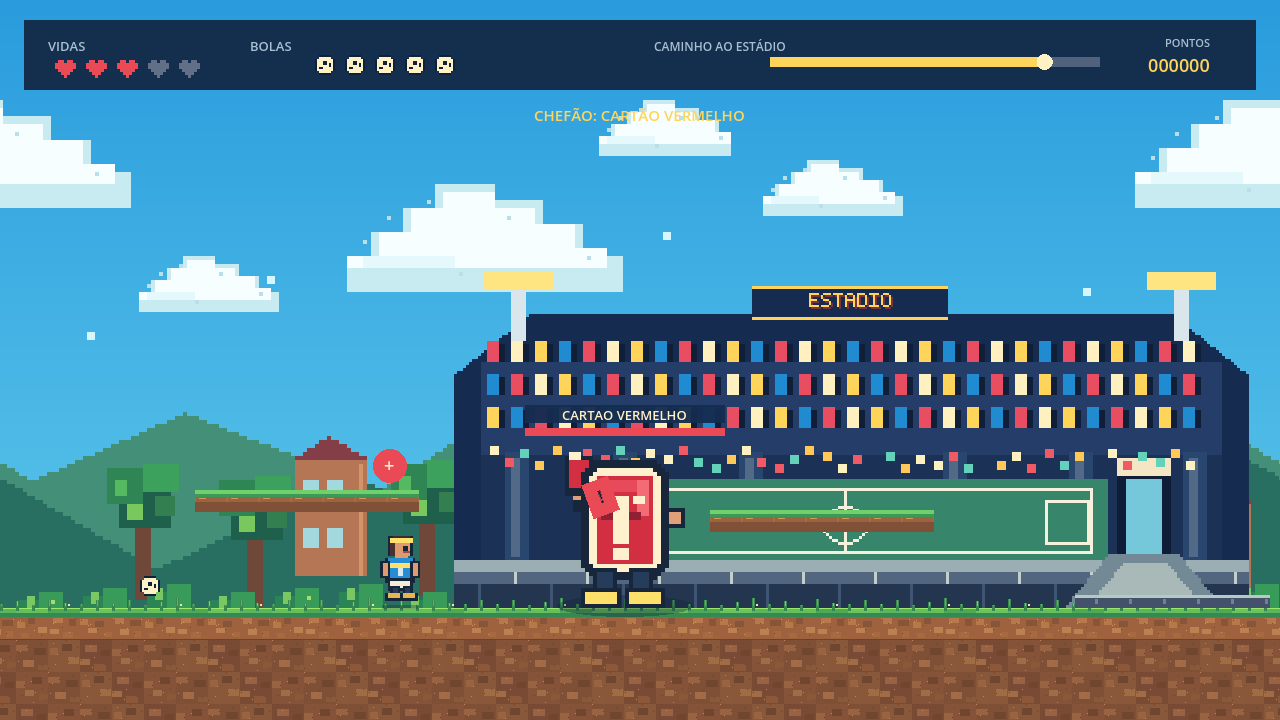 VIDAS
BOLAS
CAMINHO AO ESTÁDIO
PONTOS
000000
CHEFÃO: CARTÃO VERMELHO
ESTADIO
CARTAO VERMELHO
+
!